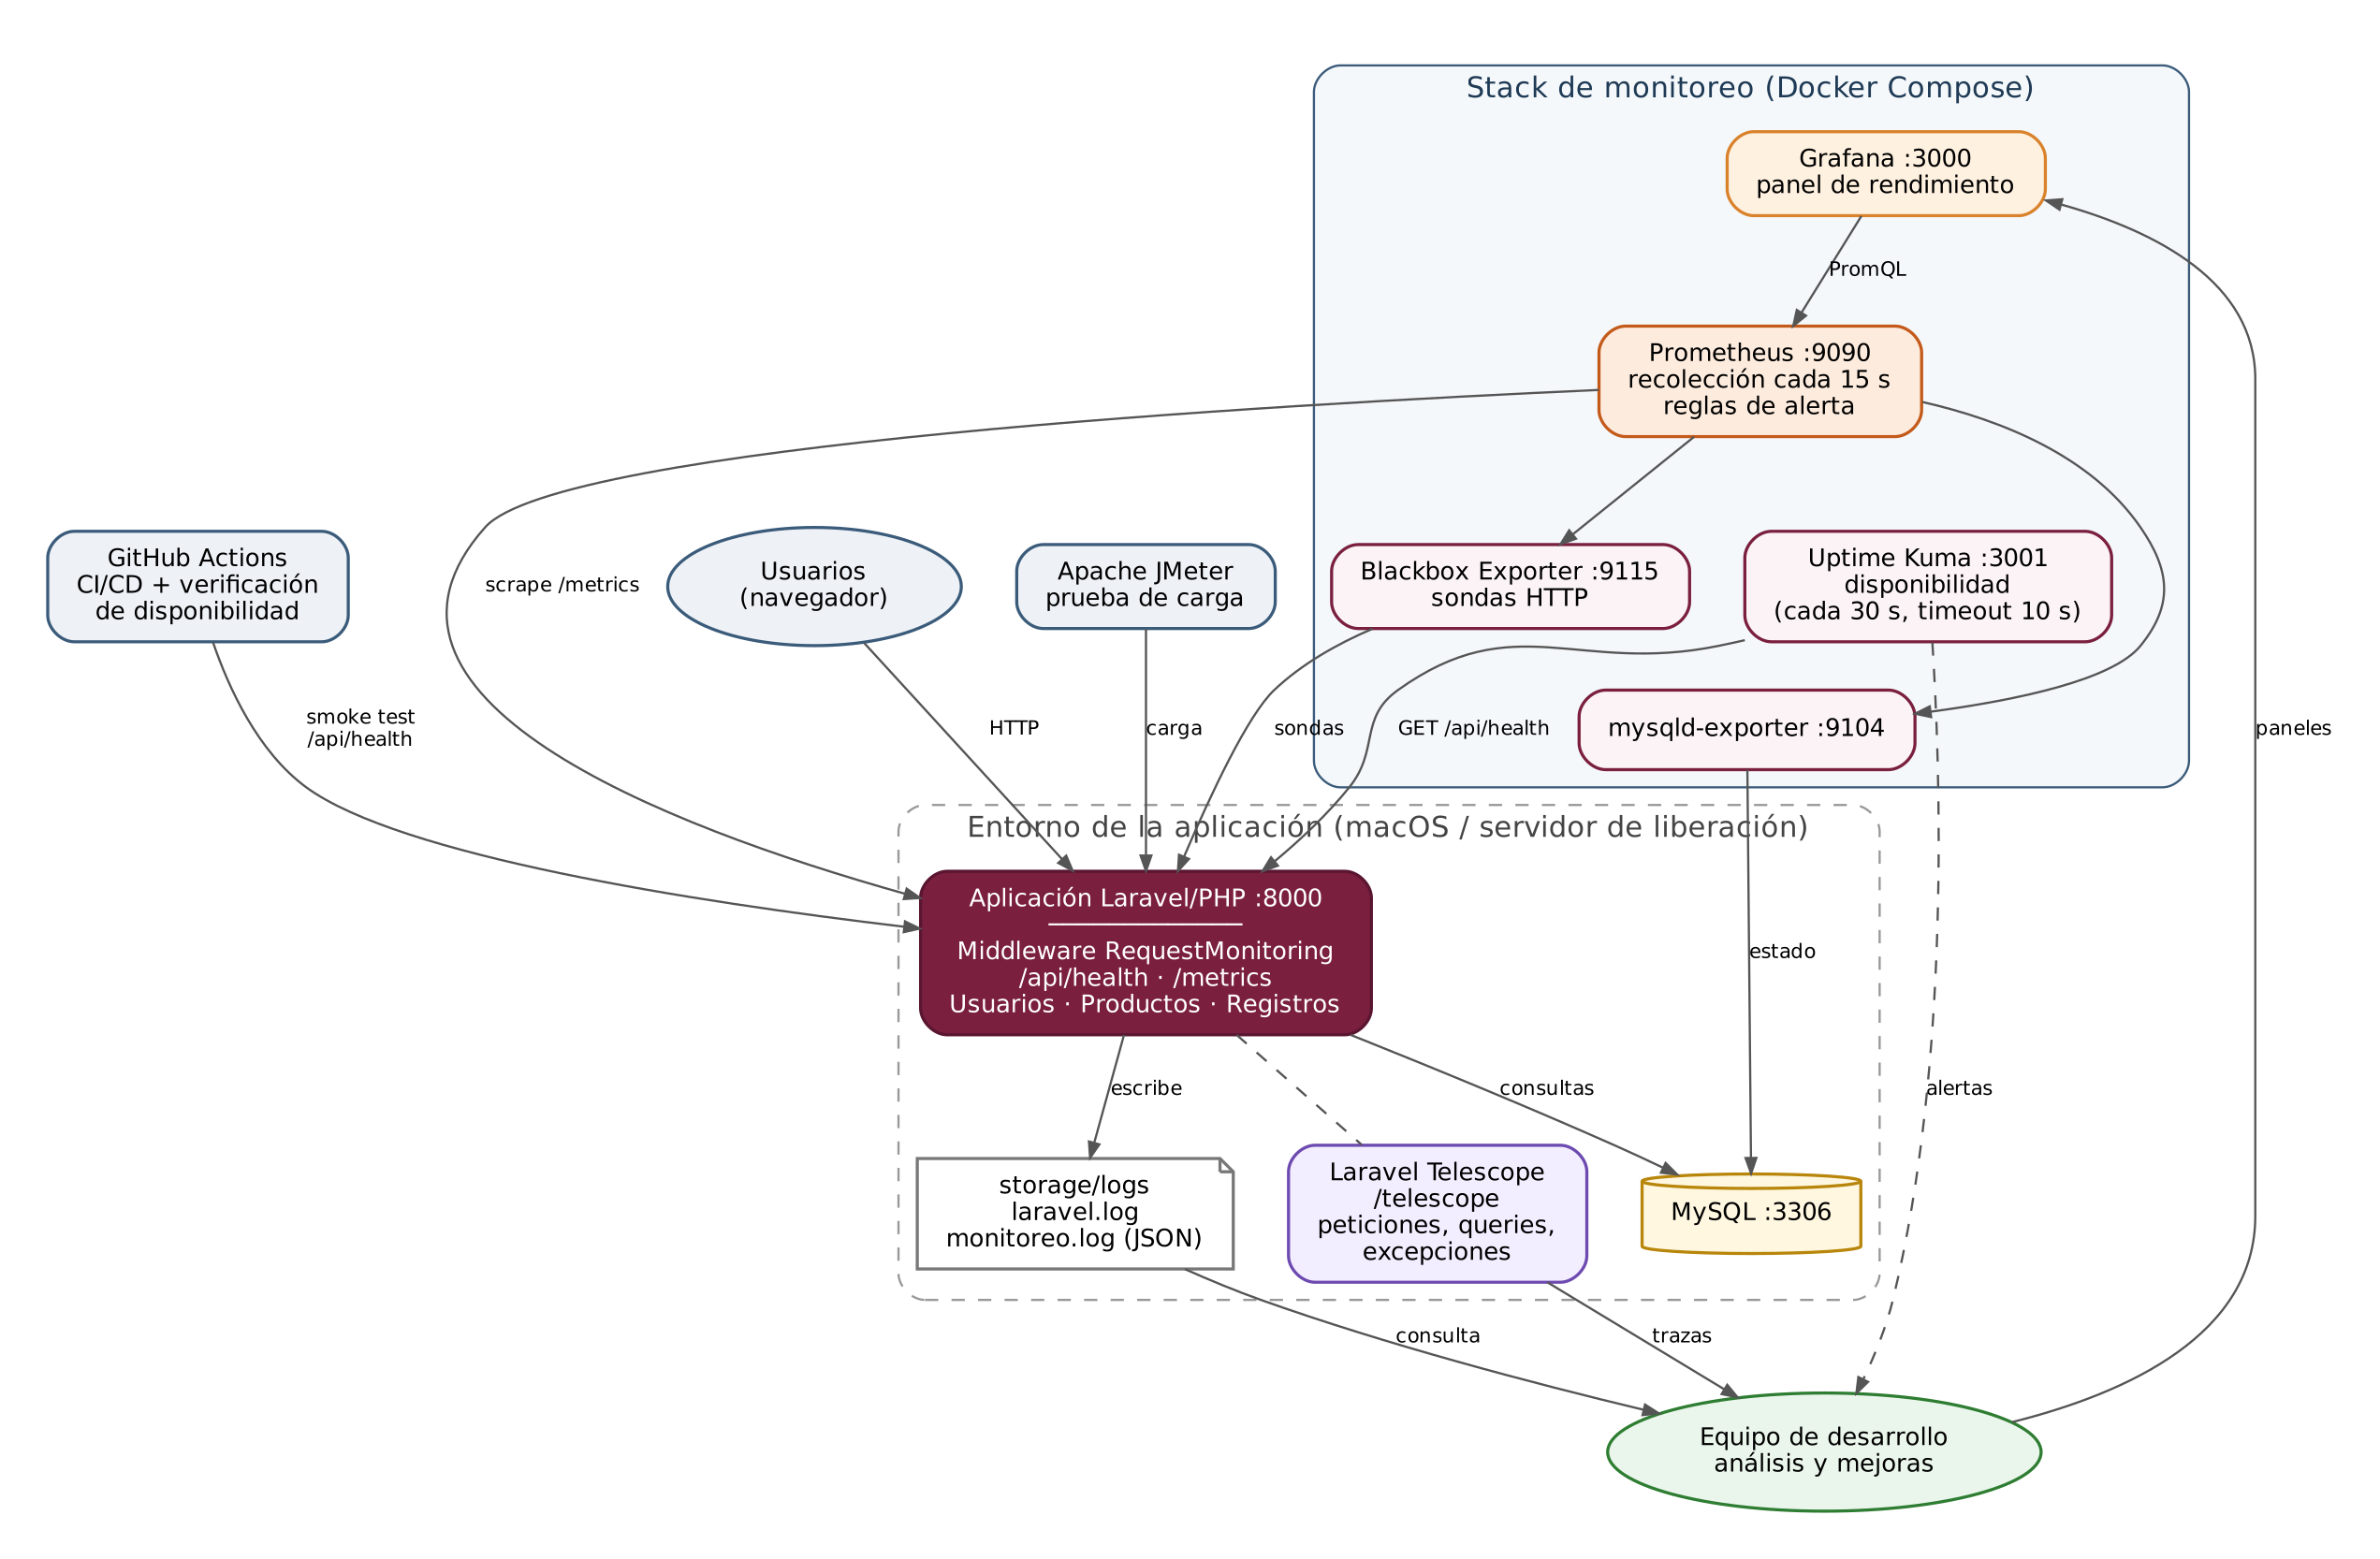 Stack de monitoreo (Docker Compose)
Grafana :3000
panel de rendimiento
PromQL
Prometheus :9090
recolección cada 15 s
reglas de alerta
GitHub Actions
CI/CD + verificación
de disponibilidad
scrape /metrics
Usuarios
(navegador)
Apache JMeter
prueba de carga
Blackbox Exporter :9115
sondas HTTP
Uptime Kuma :3001
disponibilidad
(cada 30 s, timeout 10 s)
smoke test
/api/health
HTTP
carga
sondas
GET /api/health
mysqld-exporter :9104
paneles
Entorno de la aplicación (macOS / servidor de liberación)
Aplicación Laravel/PHP :8000
Middleware RequestMonitoring
/api/health · /metrics
Usuarios · Productos · Registros
estado
escribe
consultas
alertas
storage/logs
laravel.log
monitoreo.log (JSON)
Laravel Telescope
/telescope
peticiones, queries,
excepciones
MySQL :3306
consulta
trazas
Equipo de desarrollo
análisis y mejoras